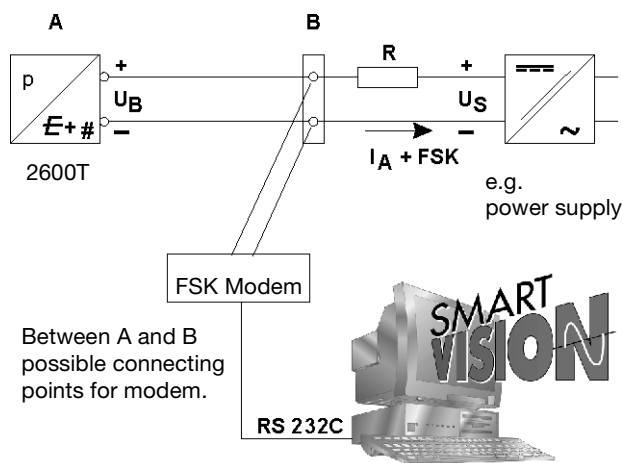 A
B
R
p
+
U_B
−
E + #
+
U_S
−
I_A + FSK
~
2600T
e.g.
power supply
FSK Modem
SMART
VISION
Between A and B
possible connecting
points for modem.
RS 232C